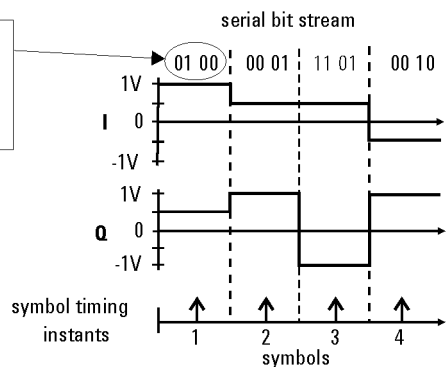 serial bit stream
01 00 00 01 11 01 00 10
1V
I 0
-1V
1V
Q 0
-1V
symbol timing
instants
1 2 3 4
symbols